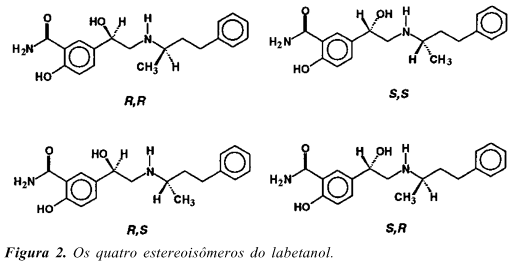 O HO H H
H₂N N
HO CH₃ H
R,R
O H OH H
H₂N N
HO H CH₃
S,S
O HO H H
H₂N N
HO H CH₃
R,S
O H OH H
H₂N N
HO CH₃ H
S,R
Figura 2. Os quatro estereoisômeros do labetanol.